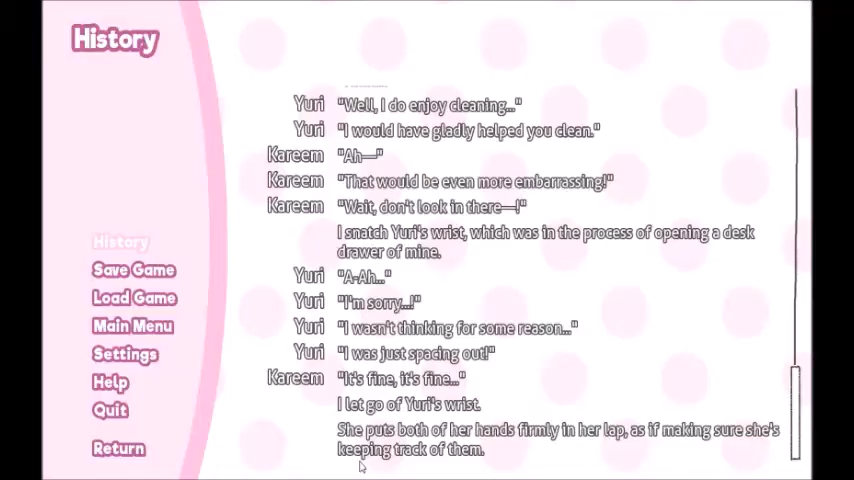 History
Yuri "Well, I do enjoy cleaning..."
Yuri "I would have gladly helped you clean."
Kareem "Ah—"
Kareem "That would be even more embarrassing!"
Kareem "Wait, don't look in there—!"
I snatch Yuri's wrist, which was in the process of opening a desk
drawer of mine.
Yuri "A-Ah..."
Yuri "I'm sorry...!"
Yuri "I wasn't thinking for some reason..."
Yuri "I was just spacing out!"
Kareem "It's fine, it's fine..."
I let go of Yuri's wrist.
She puts both of her hands firmly in her lap, as if making sure she's
keeping track of them.
History
Save Game
Load Game
Main Menu
Settings
Help
Quit
Return